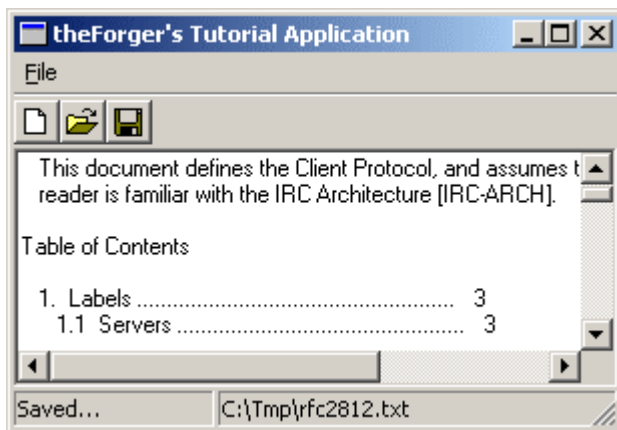 theForger's Tutorial Application
File
This document defines the Client Protocol, and assumes t
reader is familiar with the IRC Architecture [IRC-ARCH].
Table of Contents
1. Labels ................................................... 3
1.1 Servers .............................................. 3
Saved... C:\Tmp\rfc2812.txt